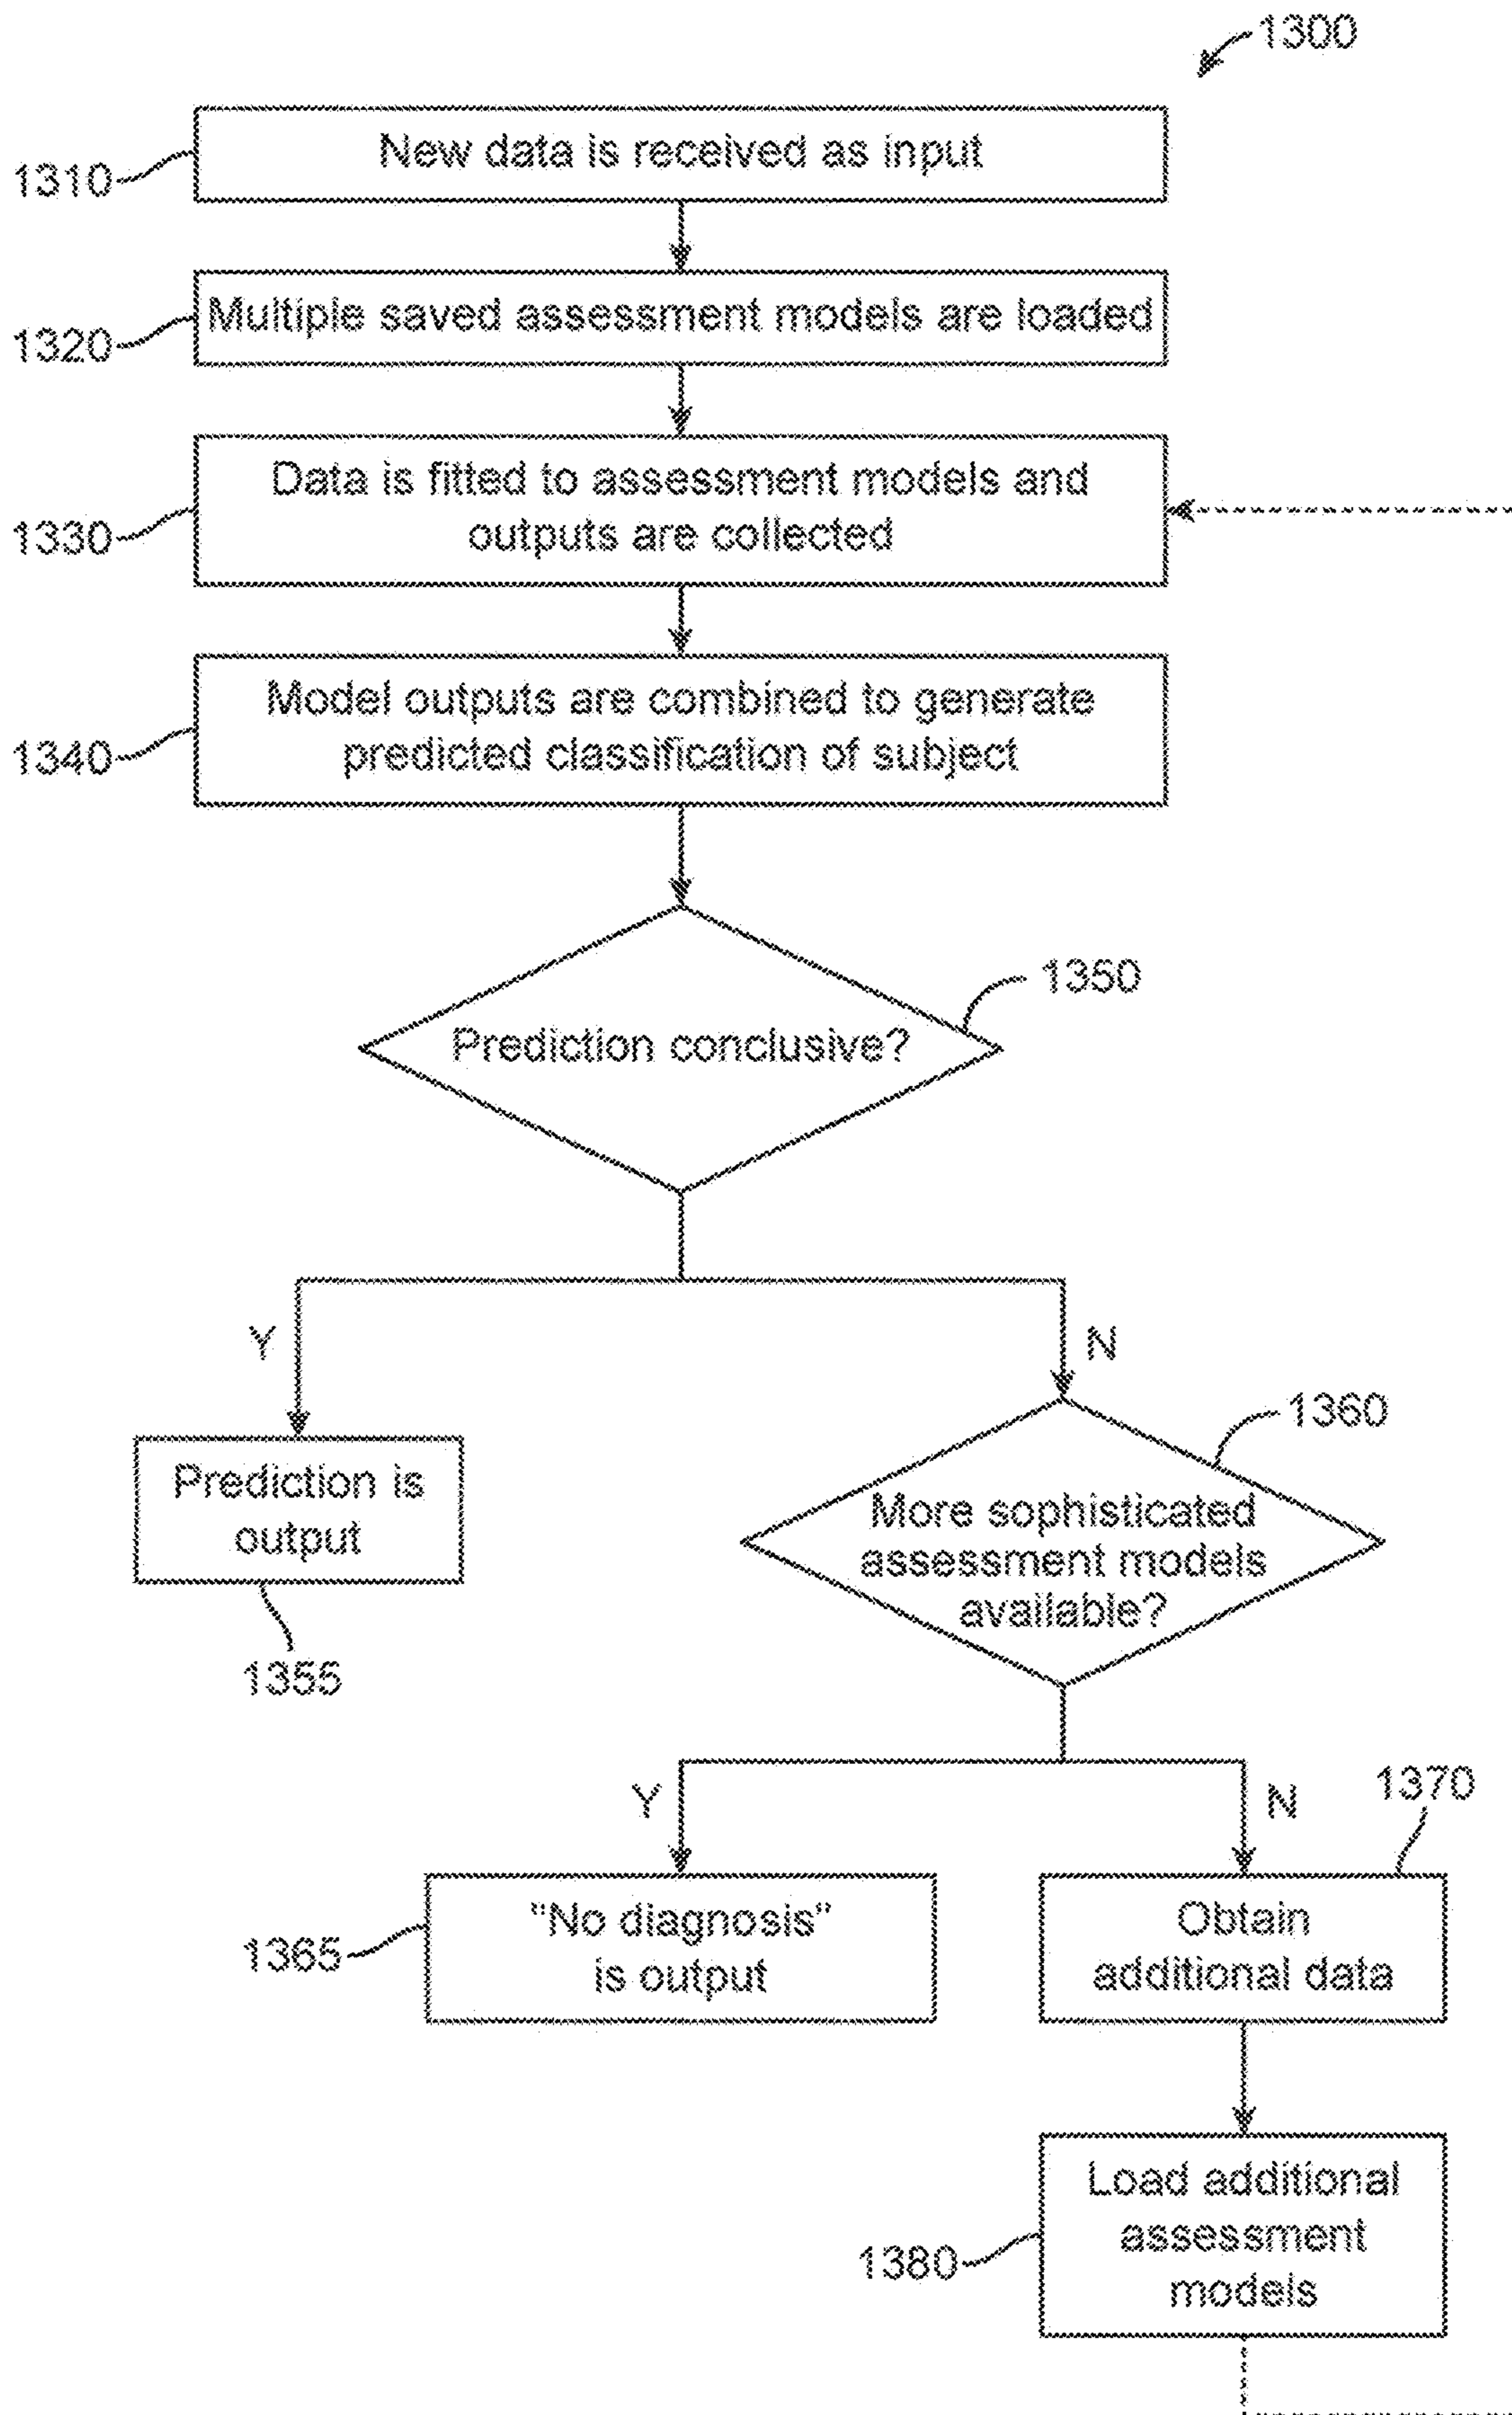 1300
New data is received as input
1310
Multiple saved assessment models are loaded
1320
Data is fitted to assessment models and
outputs are collected
1330
Model outputs are combined to generate
predicted classification of subject
1340
1350
Prediction conclusive?
Y
N
1360
Prediction is
output
1355
More sophisticated
assessment models
available?
Y
N
1370
"No diagnosis"
is output
1365
Obtain
additional data
Load additional
assessment
models
1380